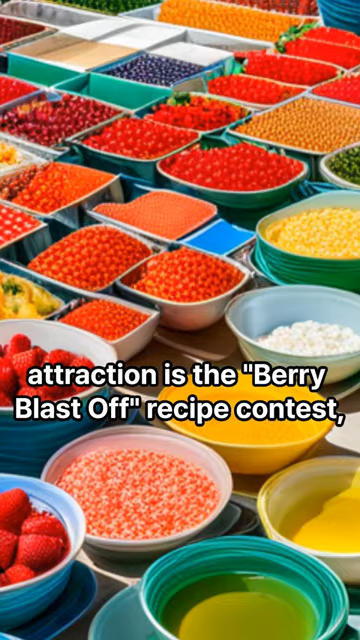 attraction is the "Berry
Blast Off" recipe contest,